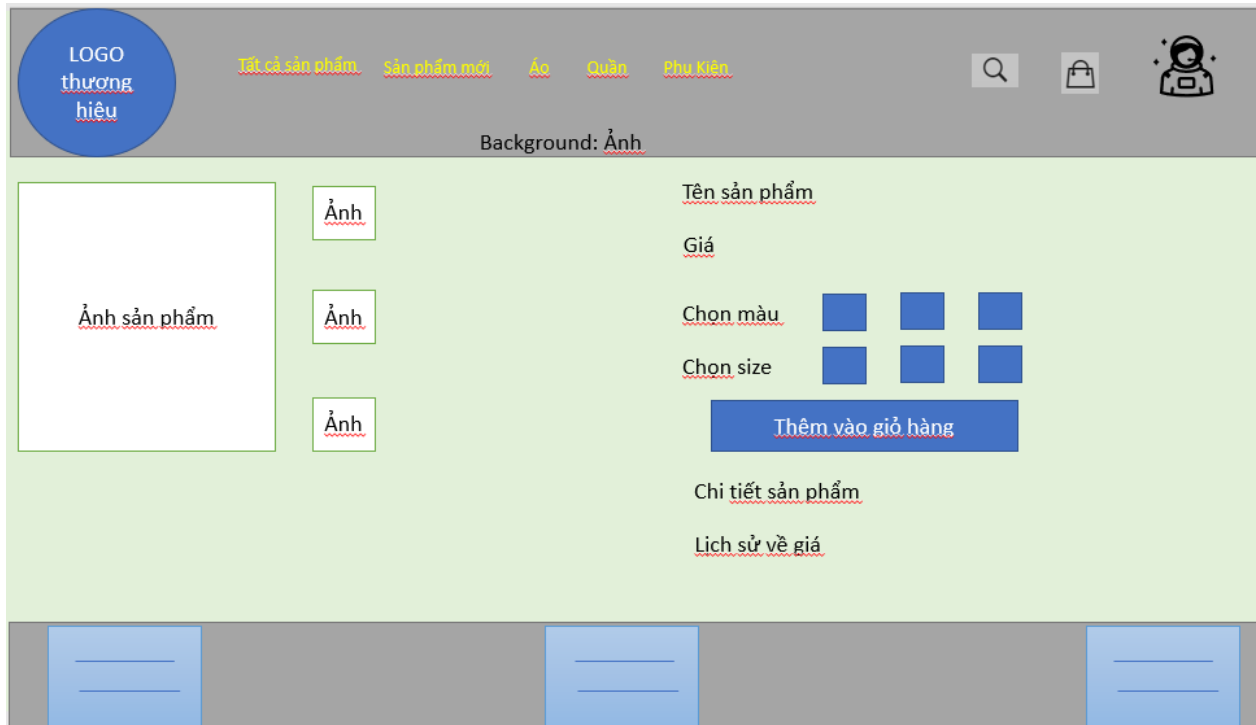 LOGO
thương
hiệu
Tất cả sản phẩm
Sản phẩm mới
Áo
Quần
Phụ Kiện
Background: Ảnh
Ảnh sản phẩm
Ảnh
Ảnh
Ảnh
Tên sản phẩm
Giá
Chọn màu
Chọn size
Thêm vào giỏ hàng
Chi tiết sản phẩm
Lịch sử về giá